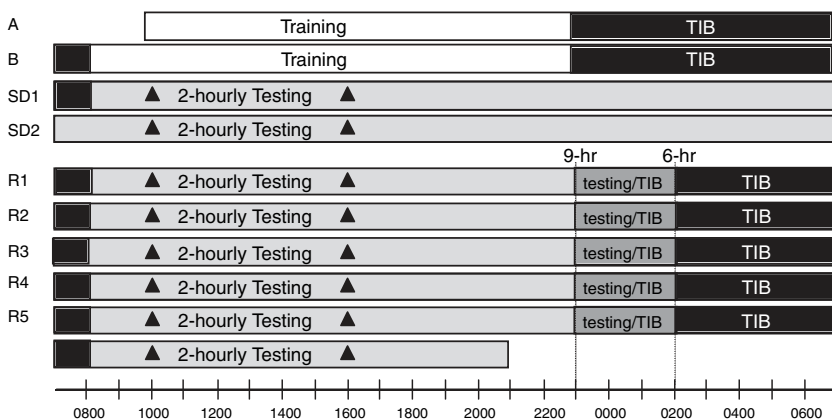 A Training TIB
B Training TIB
SD1 2-hourly Testing
SD2 2-hourly Testing
9-hr 6-hr
R1 2-hourly Testing testing/TIB TIB
R2 2-hourly Testing testing/TIB TIB
R3 2-hourly Testing testing/TIB TIB
R4 2-hourly Testing testing/TIB TIB
R5 2-hourly Testing testing/TIB TIB
2-hourly Testing
0800 1000 1200 1400 1600 1800 2000 2200 0000 0200 0400 0600